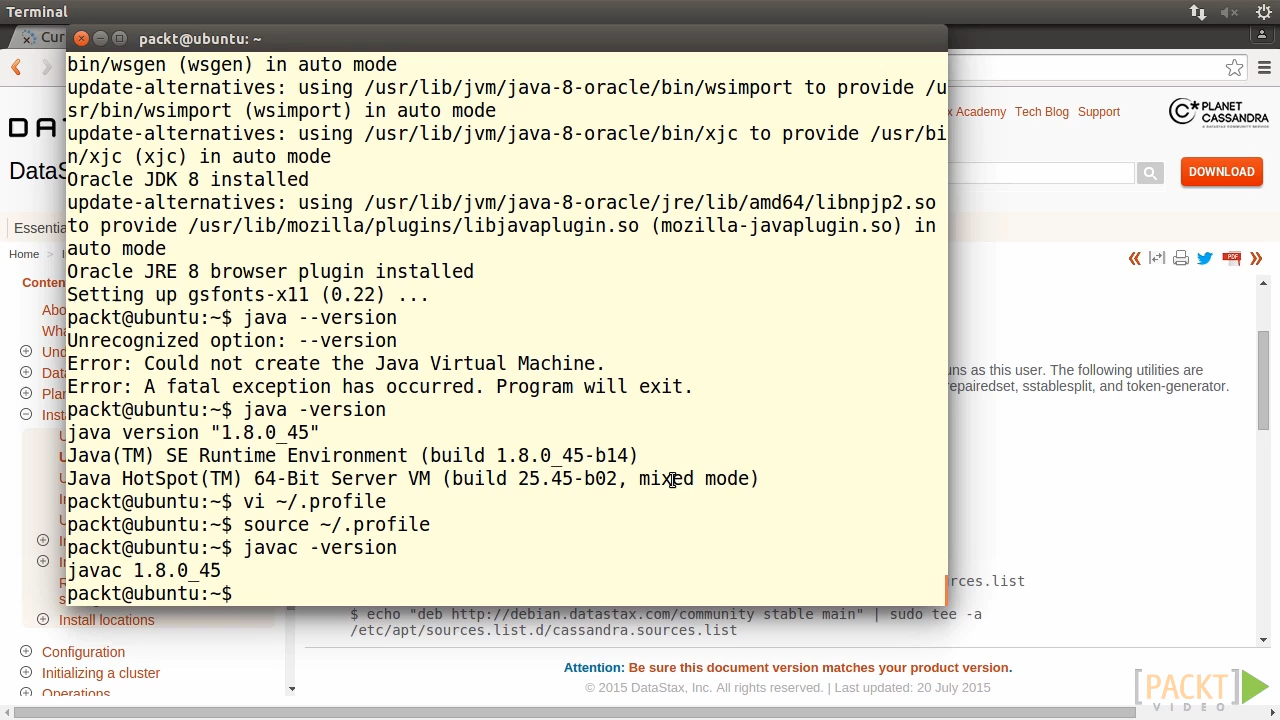 Terminal
Cur
packt@ubuntu: ~
bin/wsgen (wsgen) in auto mode
update-alternatives: using /usr/lib/jvm/java-8-oracle/bin/wsimport to provide /u
sr/bin/wsimport (wsimport) in auto mode
update-alternatives: using /usr/lib/jvm/java-8-oracle/bin/xjc to provide /usr/bi
n/xjc (xjc) in auto mode
Oracle JDK 8 installed
update-alternatives: using /usr/lib/jvm/java-8-oracle/jre/lib/amd64/libnpjp2.so
to provide /usr/lib/mozilla/plugins/libjavaplugin.so (mozilla-javaplugin.so) in
auto mode
Oracle JRE 8 browser plugin installed
Setting up gsfonts-x11 (0.22) ...
packt@ubuntu:~$ java --version
Unrecognized option: --version
Error: Could not create the Java Virtual Machine.
Error: A fatal exception has occurred. Program will exit.
packt@ubuntu:~$ java -version
java version "1.8.0_45"
Java(TM) SE Runtime Environment (build 1.8.0_45-b14)
Java HotSpot(TM) 64-Bit Server VM (build 25.45-b02, mixed mode)
packt@ubuntu:~$ vi ~/.profile
packt@ubuntu:~$ source ~/.profile
packt@ubuntu:~$ javac -version
javac 1.8.0_45
packt@ubuntu:~$
x Academy Tech Blog Support
PLANET
CASSANDRA
DOWNLOAD
DataS
Essentia
Home >
Conten
Abo
Wha
Und
Data
Plan
Inst
Install locations
Configuration
Initializing a cluster
Operations
uns as this user. The following utilities are
repairedset, sstablesplit, and token-generator.
rces.list
$ echo "deb http://debian.datastax.com/community stable main" | sudo tee -a
/etc/apt/sources.list.d/cassandra.sources.list
Attention: Be sure this document version matches your product version.
© 2015 DataStax, Inc. All rights reserved. | Last updated: 20 July 2015
[PACKT]
VIDEO